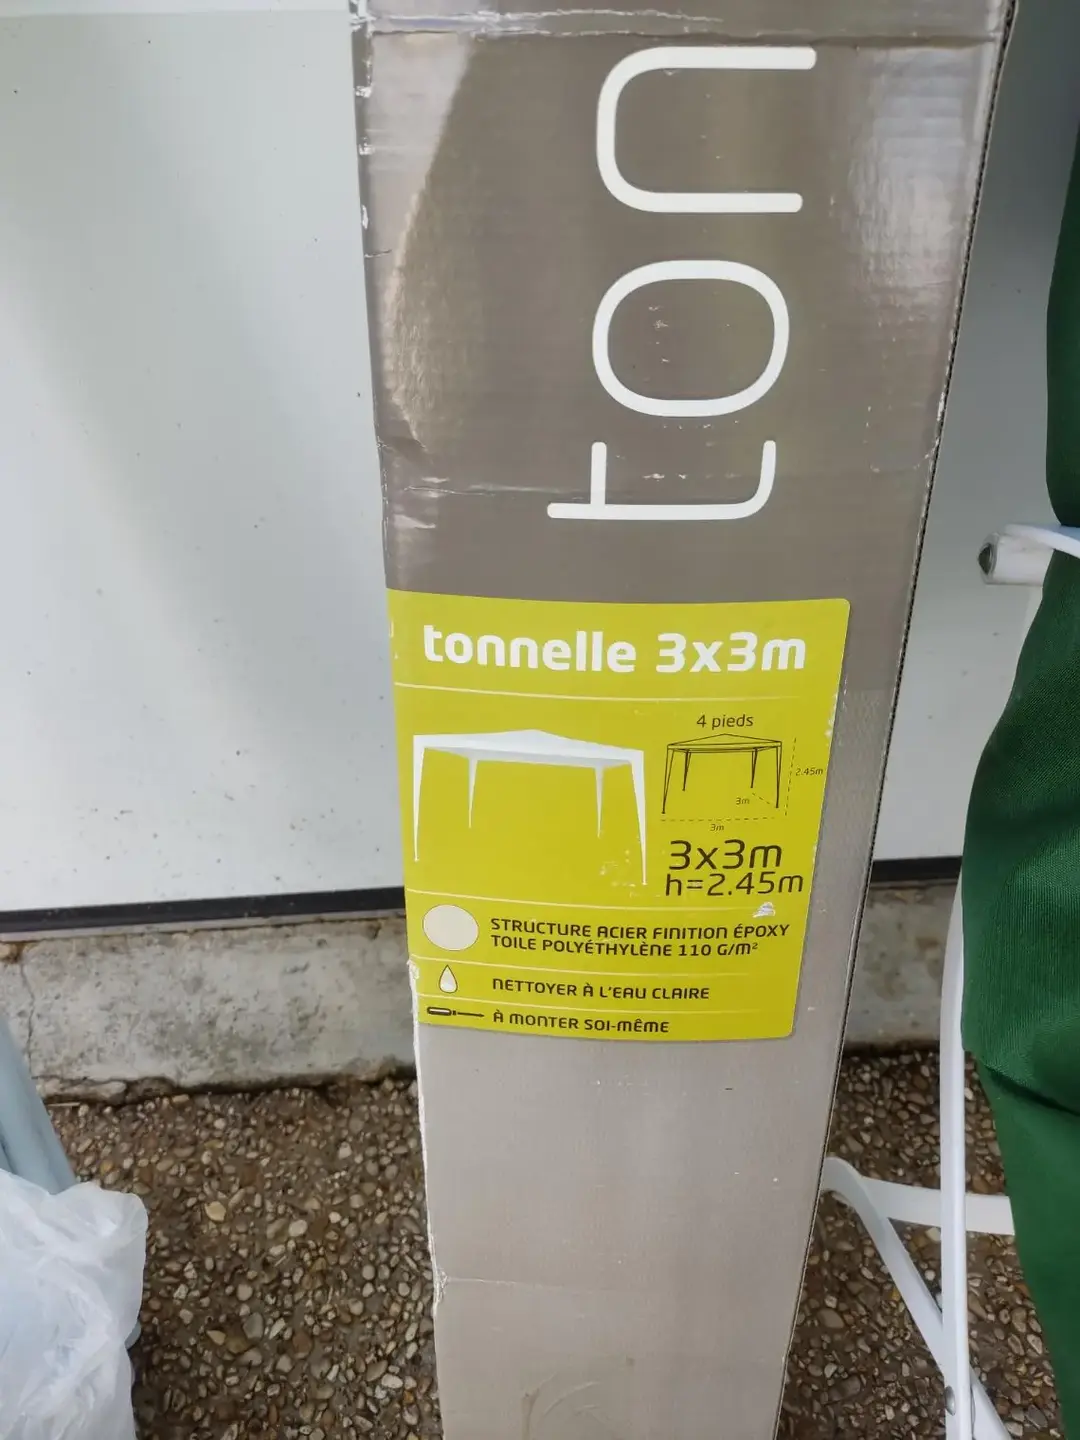 ton
tonnelle 3x3m
4 pieds
2.45m
3m
3m
3x3m
h=2.45m
STRUCTURE ACIER FINITION ÉPOXY
TOILE POLYÉTHYLÈNE 110 G/M²
NETTOYER À L'EAU CLAIRE
À MONTER SOI-MÊME